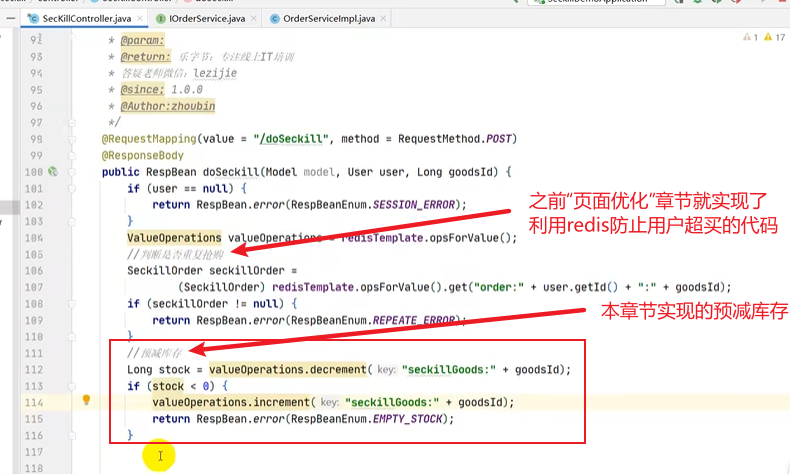 SecKillController.java IOrderService.java OrderServiceImpl.java
1 17
92 * @param:
93 * @return: 乐字节：专注线上IT培训
94 * 答疑老师微信：lezijie
95 * @since: 1.0.0
96 * @Author:zhoubin
97 */
98 @RequestMapping(value = "/doSeckill", method = RequestMethod.POST)
99 @ResponseBody
100 public RespBean doSeckill(Model model, User user, Long goodsId) {
101 if (user == null) {
102 return RespBean.error(RespBeanEnum.SESSION_ERROR);
103 }
104 ValueOperations valueOperations = redisTemplate.opsForValue();
105 //判断是否重复抢购
106 SeckillOrder seckillOrder =
107 (SeckillOrder) redisTemplate.opsForValue().get("order:" + user.getId() + ":" + goodsId);
108 if (seckillOrder != null) {
109 return RespBean.error(RespBeanEnum.REPEATE_ERROR);
110 }
111 //预减库存
112 Long stock = valueOperations.decrement( key: "seckillGoods:" + goodsId);
113 if (stock < 0) {
114 valueOperations.increment( key: "seckillGoods:" + goodsId);
115 return RespBean.error(RespBeanEnum.EMPTY_STOCK);
116 }
117
118
之前“页面优化”章节就实现了
利用redis防止用户超买的代码
本章节实现的预减库存